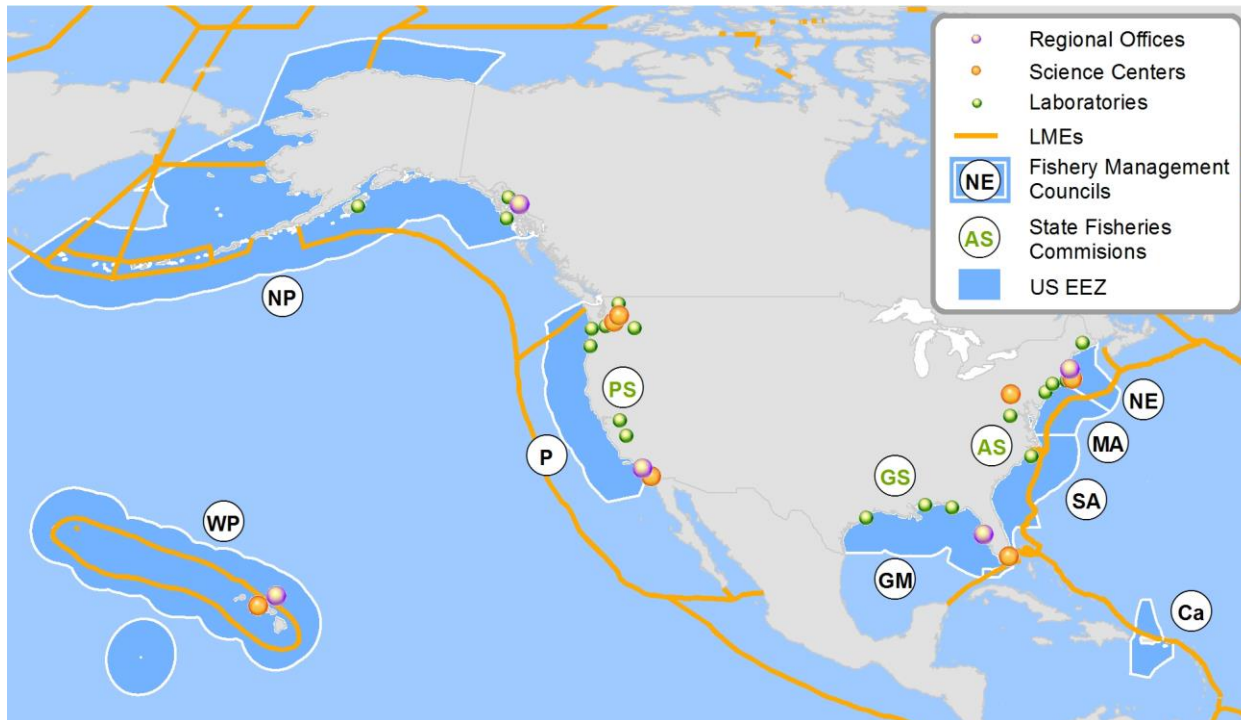 Regional Offices
Science Centers
Laboratories
LMEs
NE
Fishery Management
Councils
AS
State Fisheries
Commisions
US EEZ
NP
PS
P
WP
GS
AS
NE
MA
SA
GM
Ca